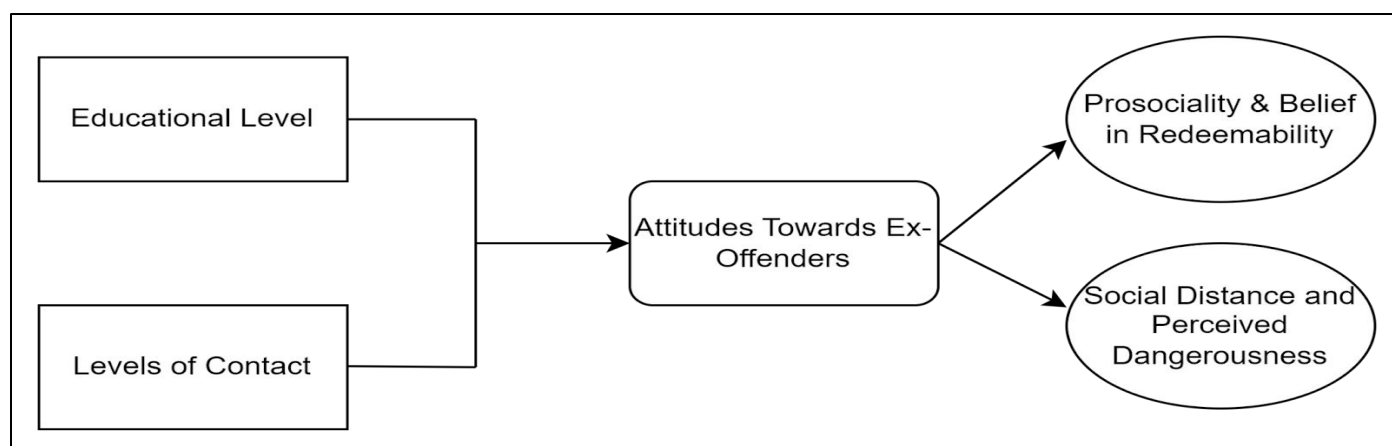 Educational Level
Levels of Contact
Attitudes Towards Ex-
Offenders
Prosociality & Belief
in Redeemability
Social Distance and
Perceived
Dangerousness